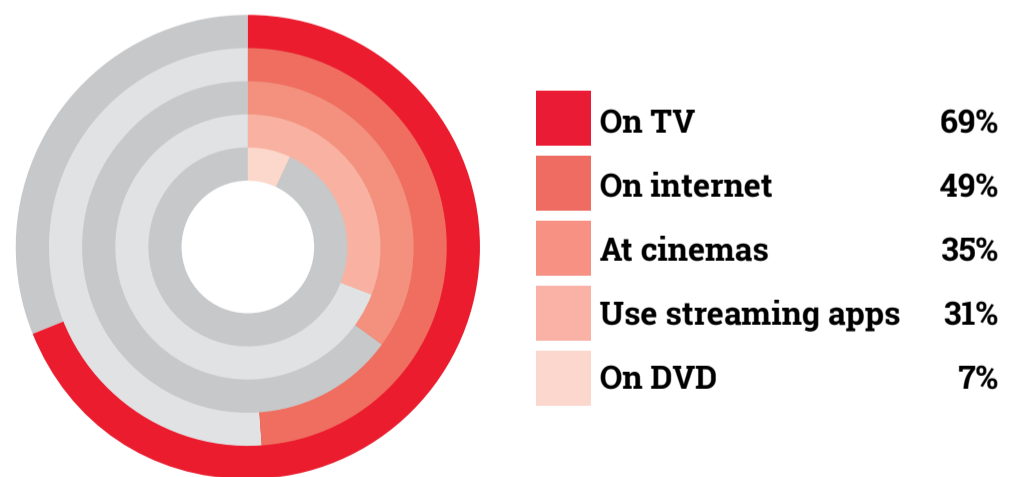 On TV 69%
On internet 49%
At cinemas 35%
Use streaming apps 31%
On DVD 7%